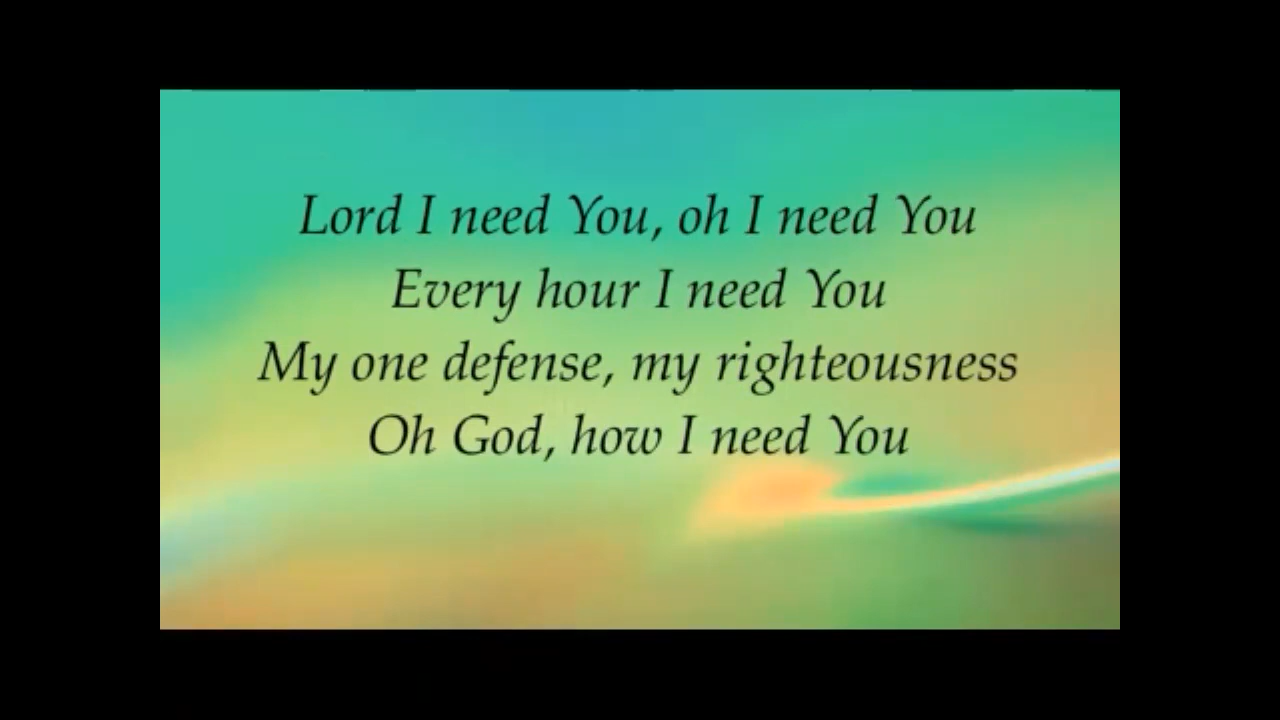 Lord I need You, oh I need You
Every hour I need You
My one defense, my righteousness
Oh God, how I need You